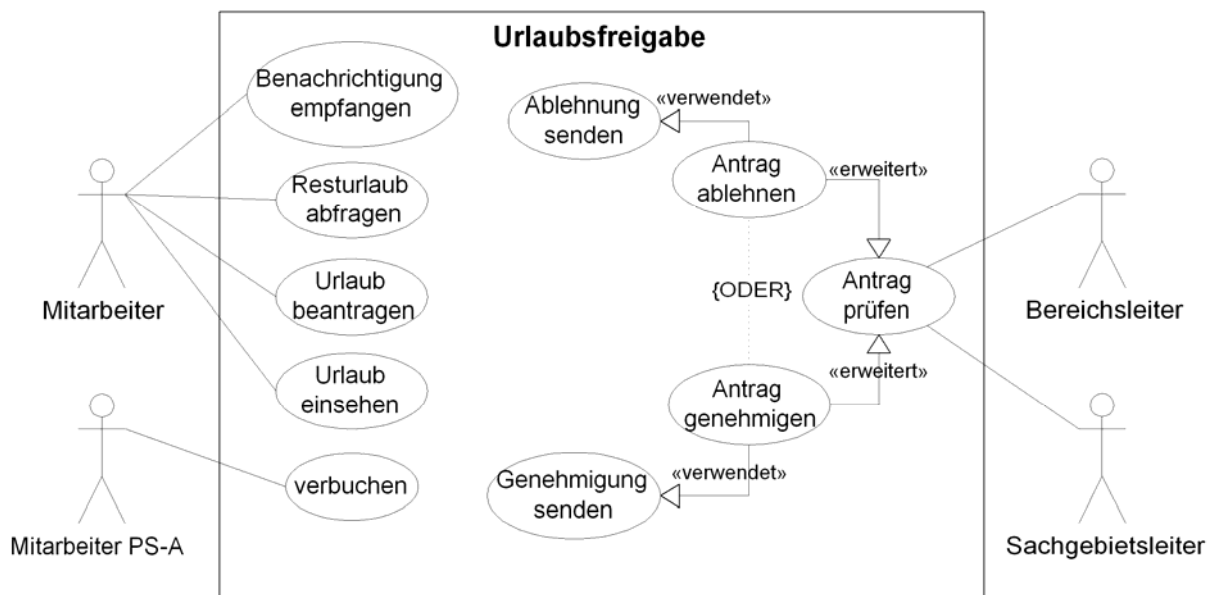 Urlaubsfreigabe
Benachrichtigung
empfangen
Resturlaub
abfragen
Urlaub
beantragen
Urlaub
einsehen
verbuchen
Mitarbeiter
Mitarbeiter PS-A
Ablehnung
senden
«verwendet»
Antrag
ablehnen
«erweitert»
{ODER}
Antrag
prüfen
«erweitert»
Antrag
genehmigen
«verwendet»
Genehmigung
senden
Bereichsleiter
Sachgebietsleiter